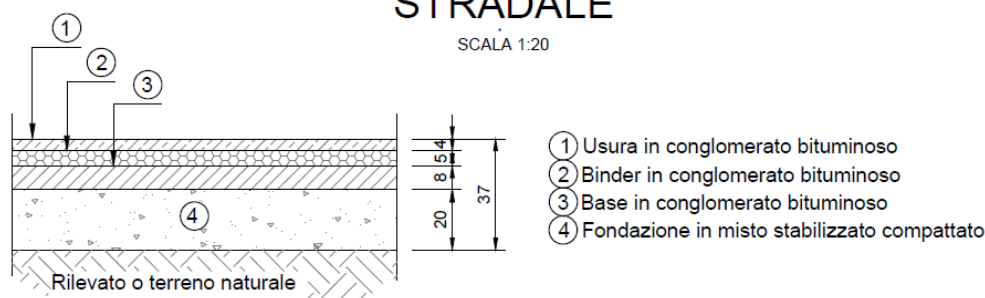 STRADALE
SCALA 1:20
1
2
3
4
5
8
20
37
4
Rilevato o terreno naturale
1 Usura in conglomerato bituminoso
2 Binder in conglomerato bituminoso
3 Base in conglomerato bituminoso
4 Fondazione in misto stabilizzato compattato